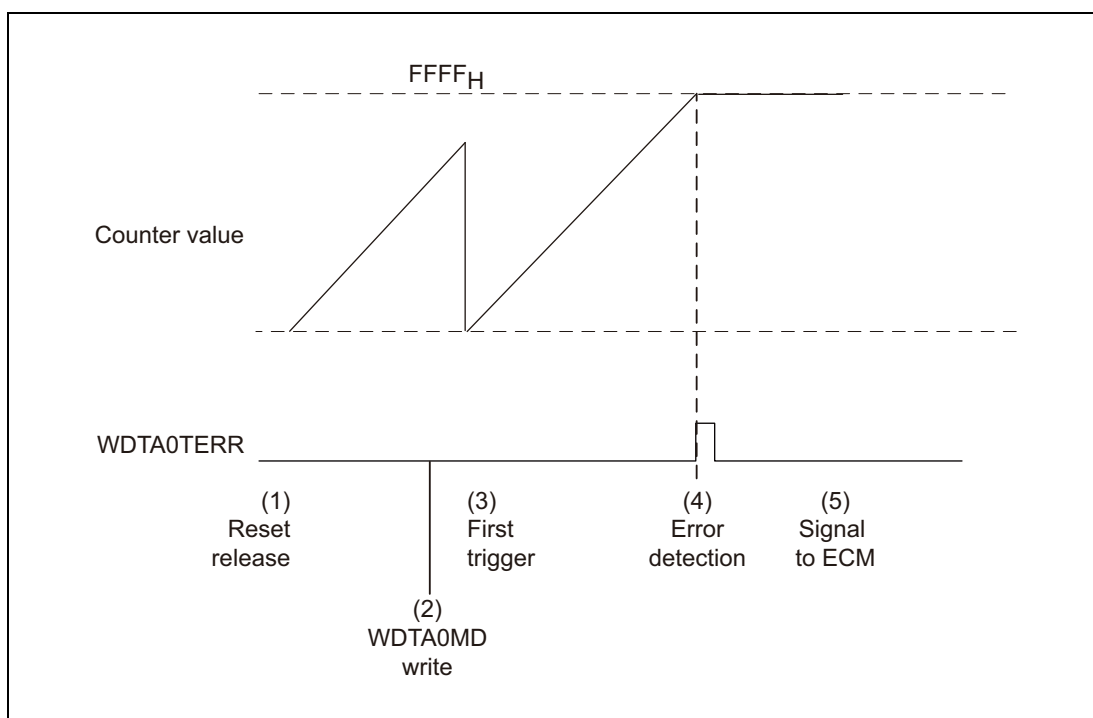 FFFFH
Counter value
WDTA0TERR
(1)
Reset
release
(2)
WDTA0MD
write
(3)
First
trigger
(4)
Error
detection
(5)
Signal
to ECM